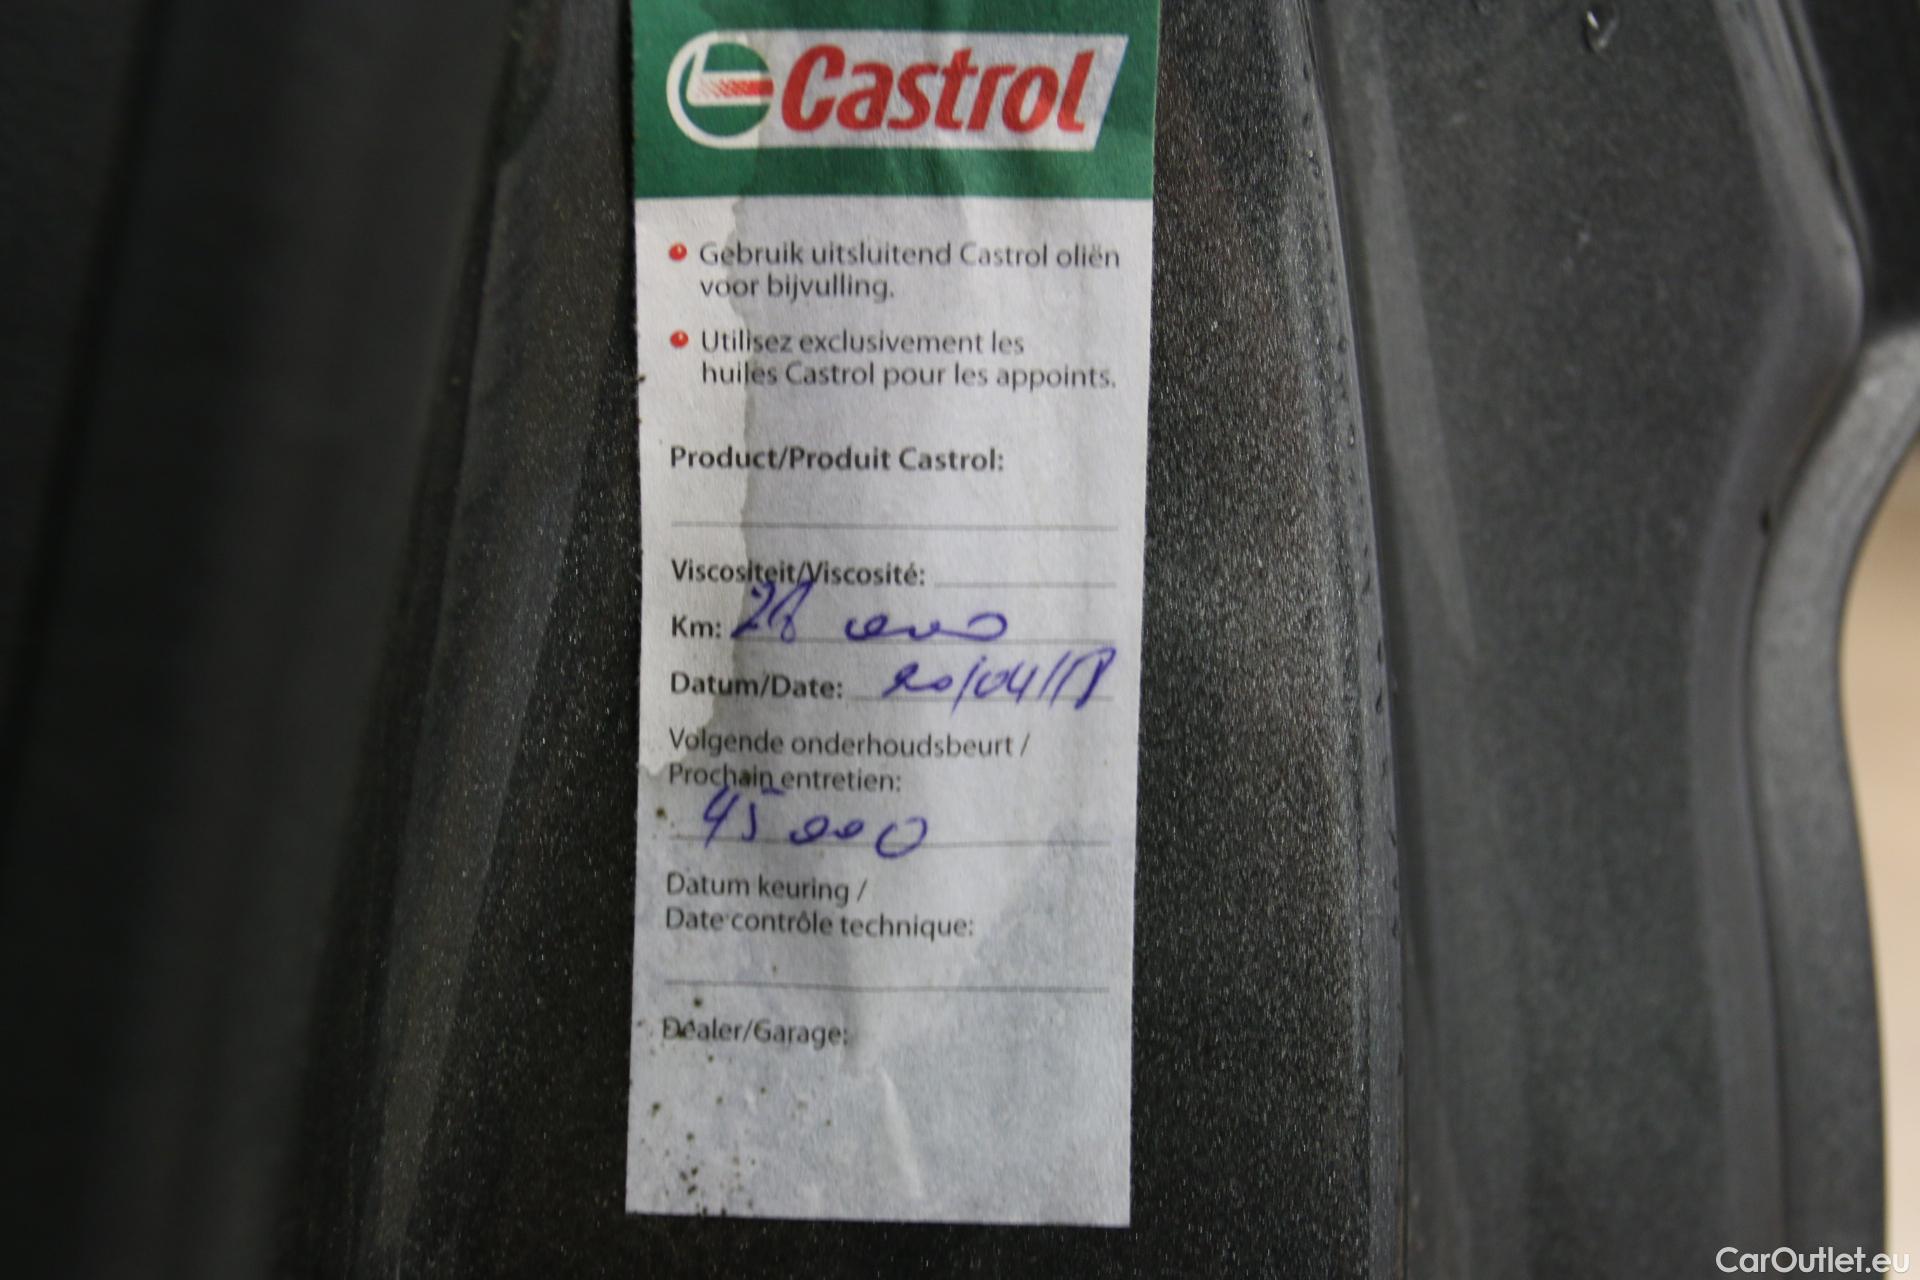 Castrol
Gebruik uitsluitend Castrol oliën
voor bijvulling.
Utilisez exclusivement les
huiles Castrol pour les appoints.
Product/Produit Castrol:
Viscositeit/Viscosité:
Km: 28 000
Datum/Date: 20/04/18
Volgende onderhoudsbeurt /
Prochain entretien:
45 000
Datum keuring /
Date contrôle technique:
Dealer/Garage:
CarOutlet.eu